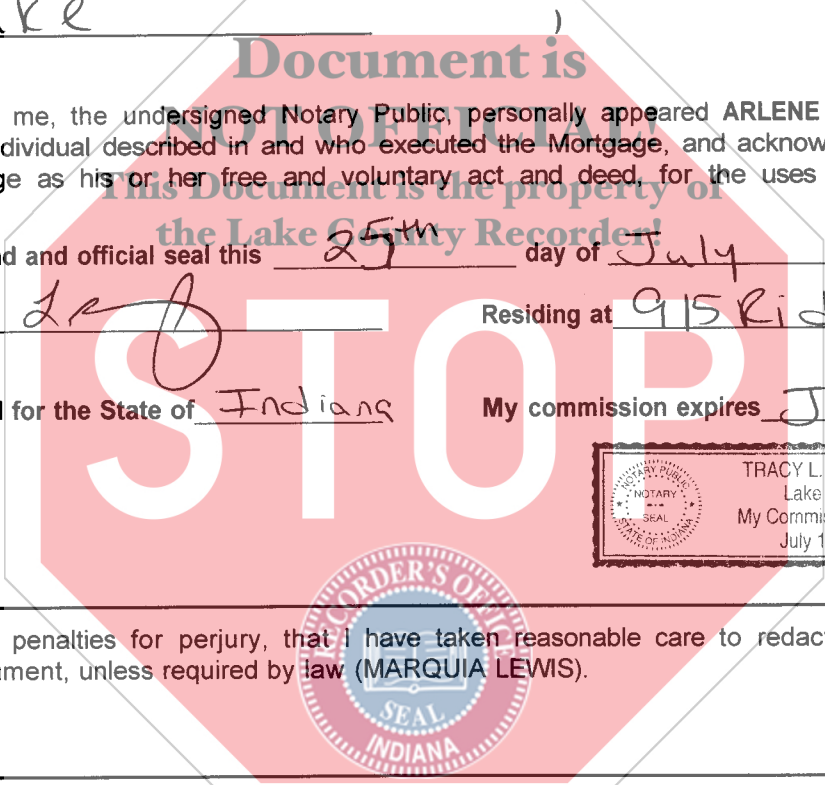 ake )
Document is
me, the undersigned Notary Public, personally appeared ARLENE
NOT OFFICIAL!
dividual described in and who executed the Mortgage, and acknow
ge as his or her free and voluntary act and deed, for the uses
This Document is the property of
the Lake County Recorder!
d and official seal this 25th day of July
Residing at 915 Rid
STOP
for the State of Indiana My commission expires J
TRACY L.
NOTARY PUBLIC
Lake
NOTARY
SEAL
My Commis
STATE OF INDIANA
July 1
RECORDER'S OFFICE
penalties for perjury, that I have taken reasonable care to redac
ment, unless required by law (MARQUIA LEWIS).
SEAL
INDIANA